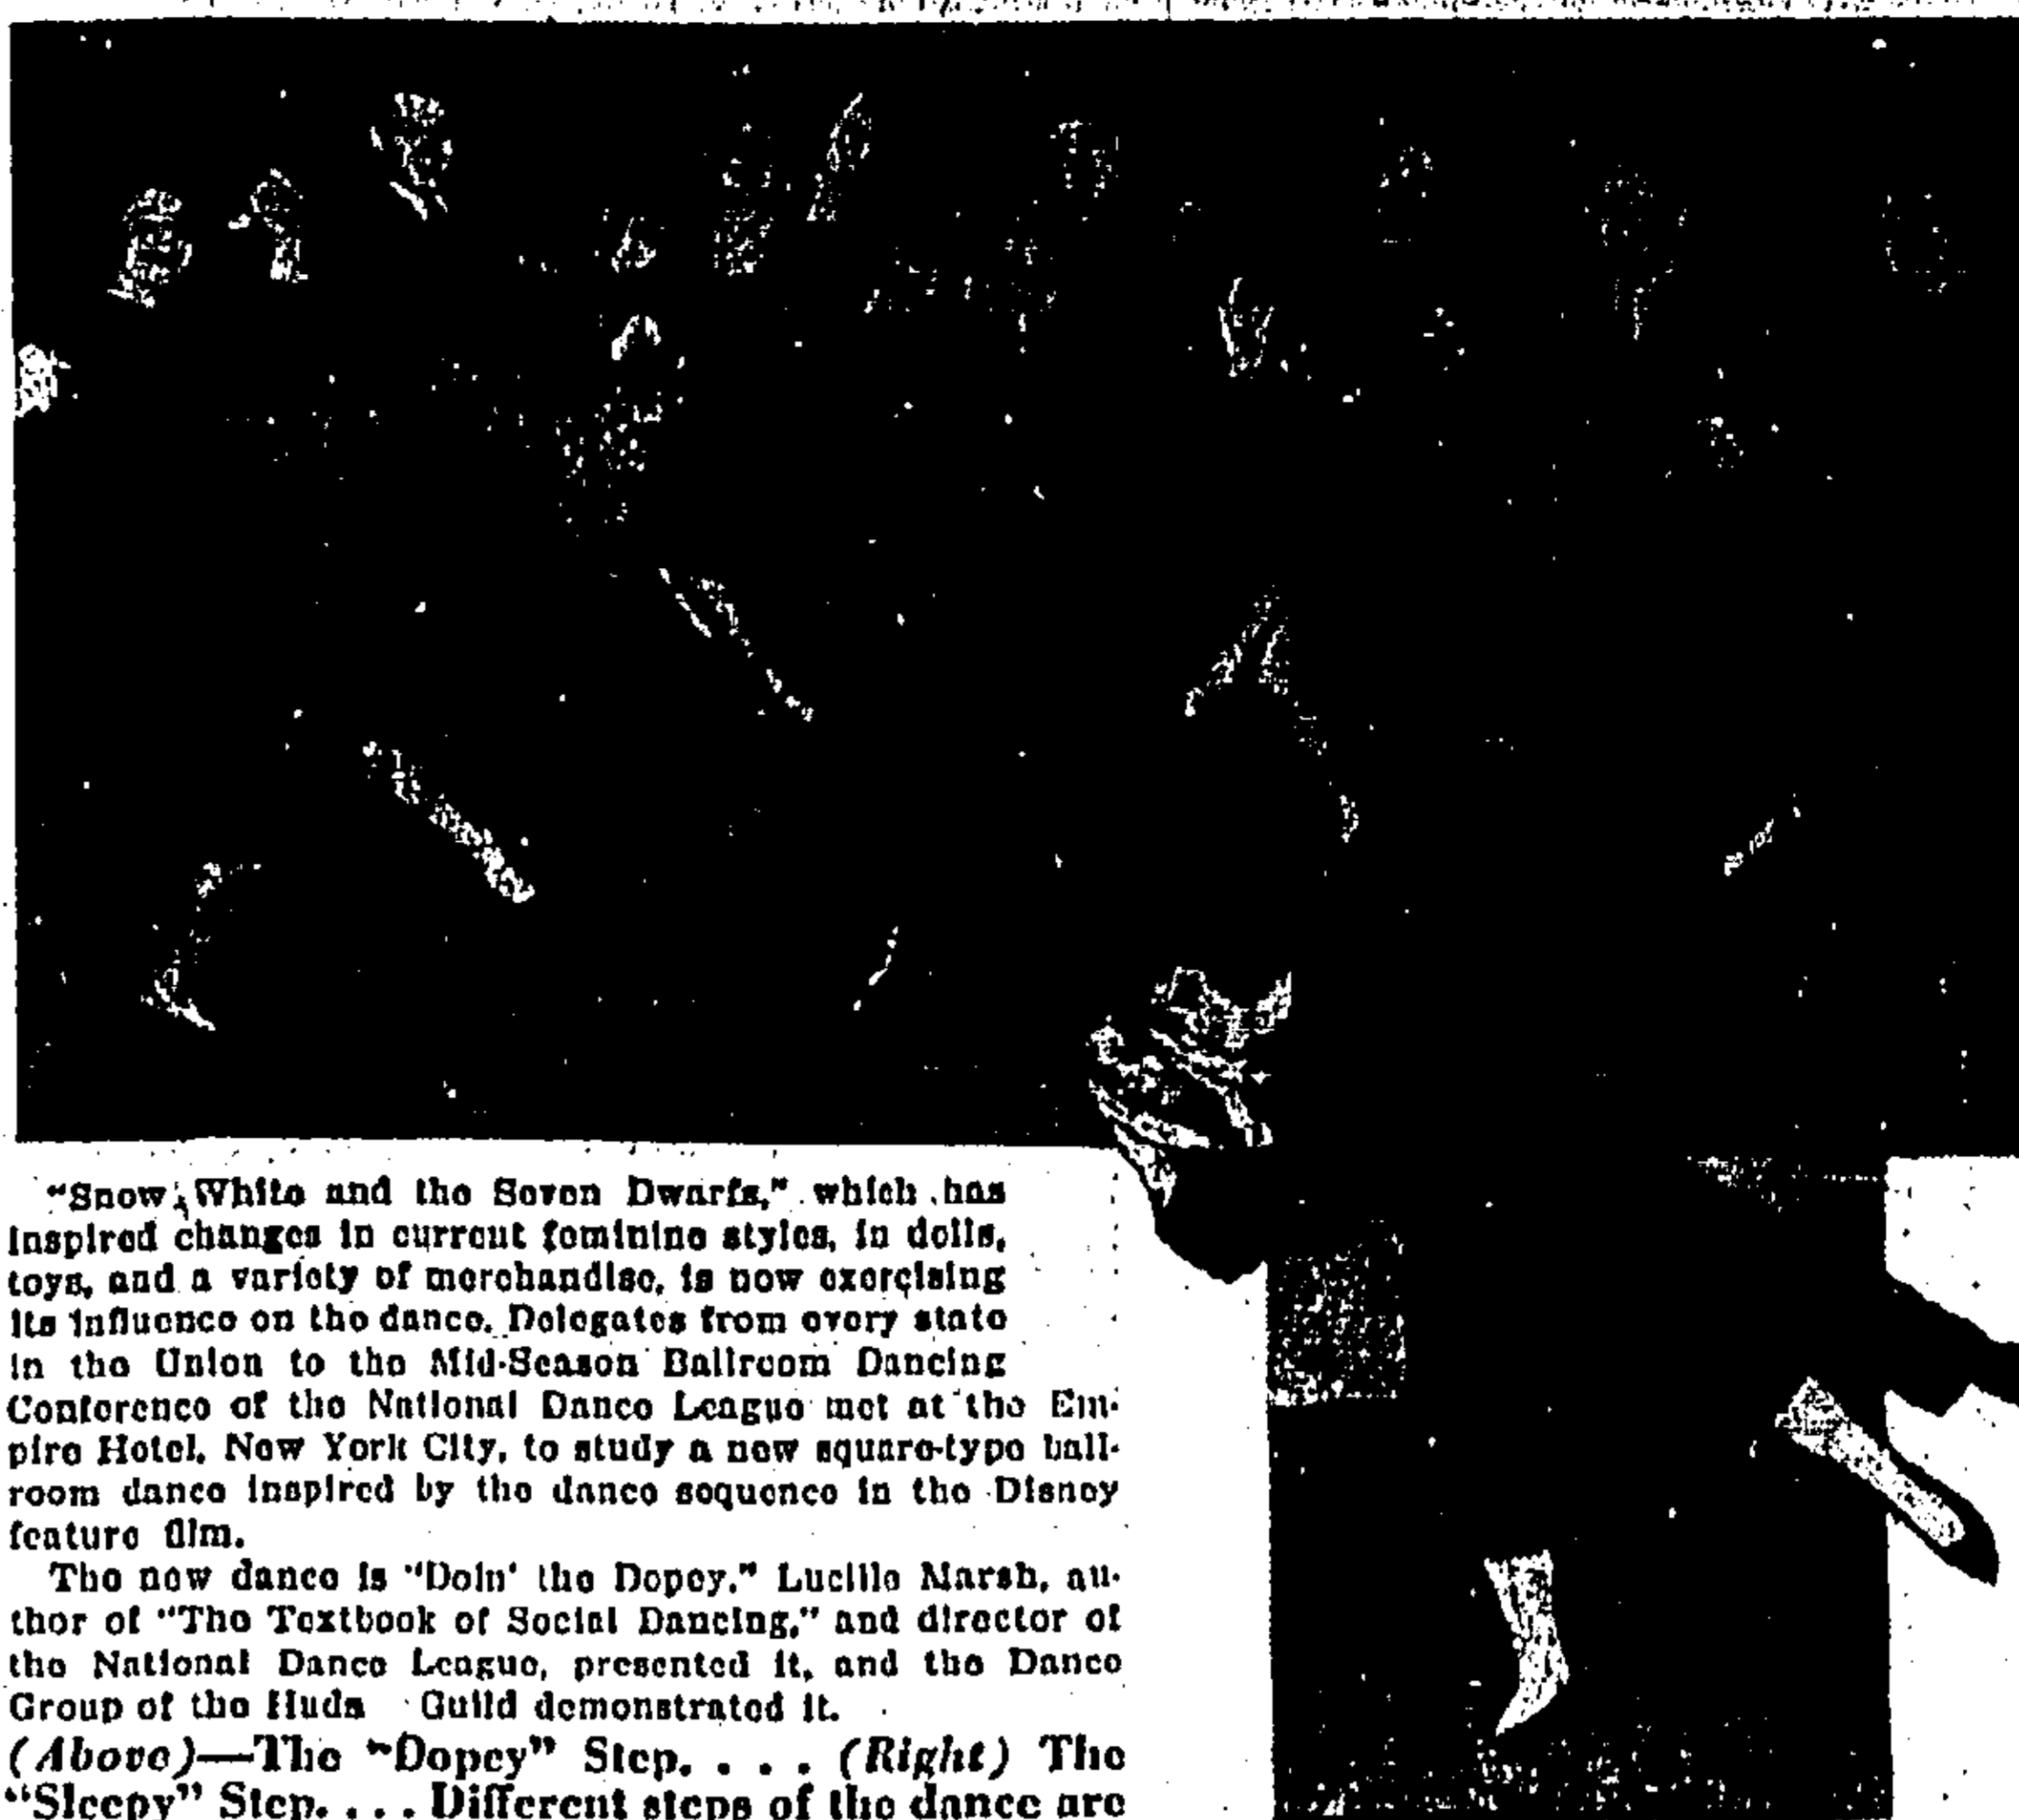 "Snow White and the Seven Dwarfs," which has
inspired changes in current feminine styles, in dolls,
toys, and a variety of merchandise, is now exercising
its influence on the dance. Delegates from every state
in the Union to the Mid-Season Ballroom Dancing
Conference of the National Dance League met at the Em-
pire Hotel, New York City, to study a new square-type ball-
room dance inspired by the dance sequence in the Disney
feature film.
The new dance is "Doin' the Dopey." Lucille Marsh, au-
thor of "The Textbook of Social Dancing," and director of
the National Dance League, presented it, and the Dance
Group of the Huds Guild demonstrated it.
(Above)—The "Dopey" Step. . . . (Right) The
"Sleepy" Step. . . . Different steps of the dance are